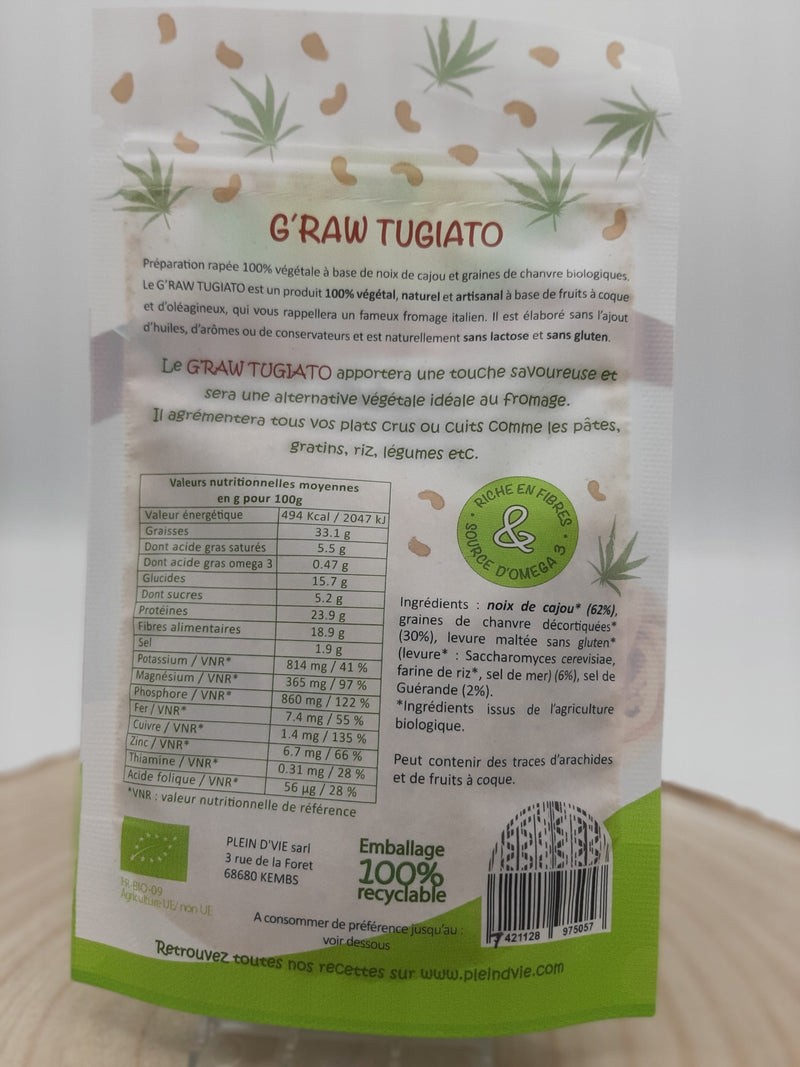 G'RAW TUGIATO
Préparation rapée 100% végétale à base de noix de cajou et graines de chanvre biologiques.
Le G'RAW TUGIATO est un produit 100% végétal, naturel et artisanal à base de fruits à coque
et d'oléagineux, qui vous rappellera un fameux fromage italien. Il est élaboré sans l'ajout
d'huiles, d'arômes ou de conservateurs et est naturellement sans lactose et sans gluten.
Le G'RAW TUGIATO apportera une touche savoureuse et
sera une alternative végétale idéale au fromage.
Il agrémentera tous vos plats crus ou cuits comme les pâtes,
gratins, riz, légumes etc.
Valeurs nutritionnelles moyennes
en g pour 100g
Valeur énergétique 494 Kcal / 2047 kJ
Graisses 33.1 g
Dont acide gras saturés 5.5 g
Dont acide gras omega 3 0.47 g
Glucides 15.7 g
Dont sucres 5.2 g
Protéines 23.9 g
Fibres alimentaires 18.9 g
Sel 1.9 g
Potassium / VNR* 814 mg / 41 %
Magnésium / VNR* 365 mg / 97 %
Phosphore / VNR* 860 mg / 122 %
Fer / VNR* 7.4 mg / 55 %
Cuivre / VNR* 1.4 mg / 135 %
Zinc / VNR* 6.7 mg / 66 %
Thiamine / VNR* 0.31 mg / 28 %
Acide folique / VNR* 56 µg / 28 %
*VNR : valeur nutritionnelle de référence
RICHE EN FIBRES
&
SOURCE D'OMEGA 3
Ingrédients : noix de cajou* (62%),
graines de chanvre décortiquées*
(30%), levure maltée sans gluten*
(levure* : Saccharomyces cerevisiae,
farine de riz*, sel de mer) (6%), sel de
Guérande (2%).
*Ingrédients issus de l'agriculture
biologique.
Peut contenir des traces d'arachides
et de fruits à coque.
FR-BIO-09
Agriculture UE/ non UE
PLEIN D'VIE sarl
3 rue de la Foret
68680 KEMBS
Emballage
100%
recyclable
A consommer de préférence jusqu'au :
voir dessous
7 421128 975057
Retrouvez toutes nos recettes sur www.pleindvie.com